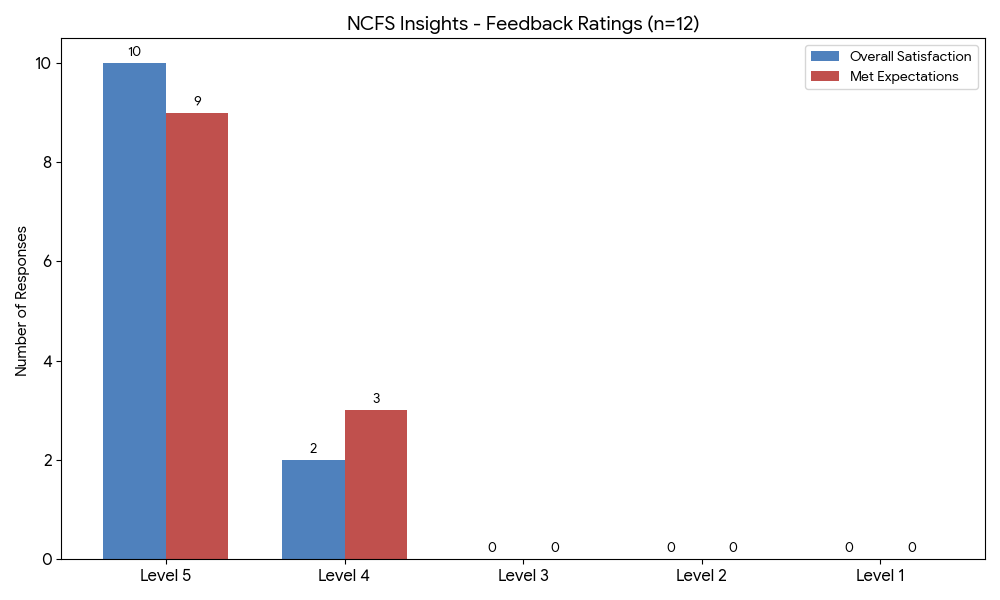 NCFS Insights - Feedback Ratings (n=12)
Overall Satisfaction
Met Expectations
Number of Responses
10
8
6
4
2
0
10
9
2
3
0
0
0
0
0
0
Level 5
Level 4
Level 3
Level 2
Level 1